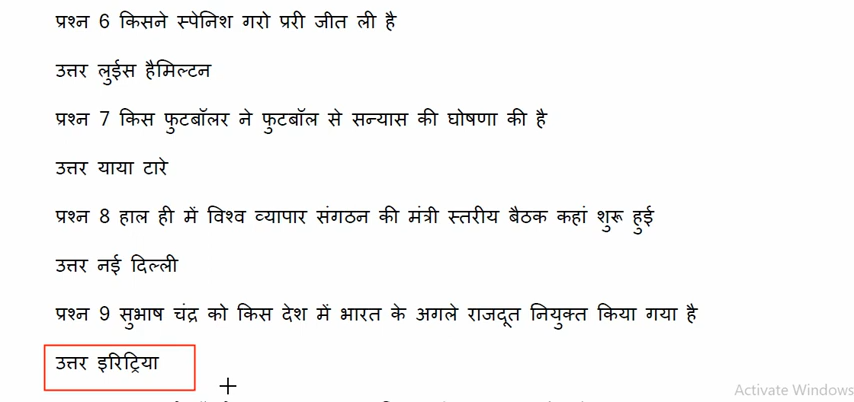 प्रश्न 6 किसने स्पेनिश गरो प्ररी जीत ली है
उत्तर लुईस हैमिल्टन
प्रश्न 7 किस फुटबॉलर ने फुटबॉल से सन्यास की घोषणा की है
उत्तर याया टारे
प्रश्न 8 हाल ही में विश्व व्यापार संगठन की मंत्री स्तरीय बैठक कहां शुरू हुई
उत्तर नई दिल्ली
प्रश्न 9 सुभाष चंद्र को किस देश में भारत के अगले राजदूत नियुक्त किया गया है
उत्तर इरिट्रिया
Activate Windows